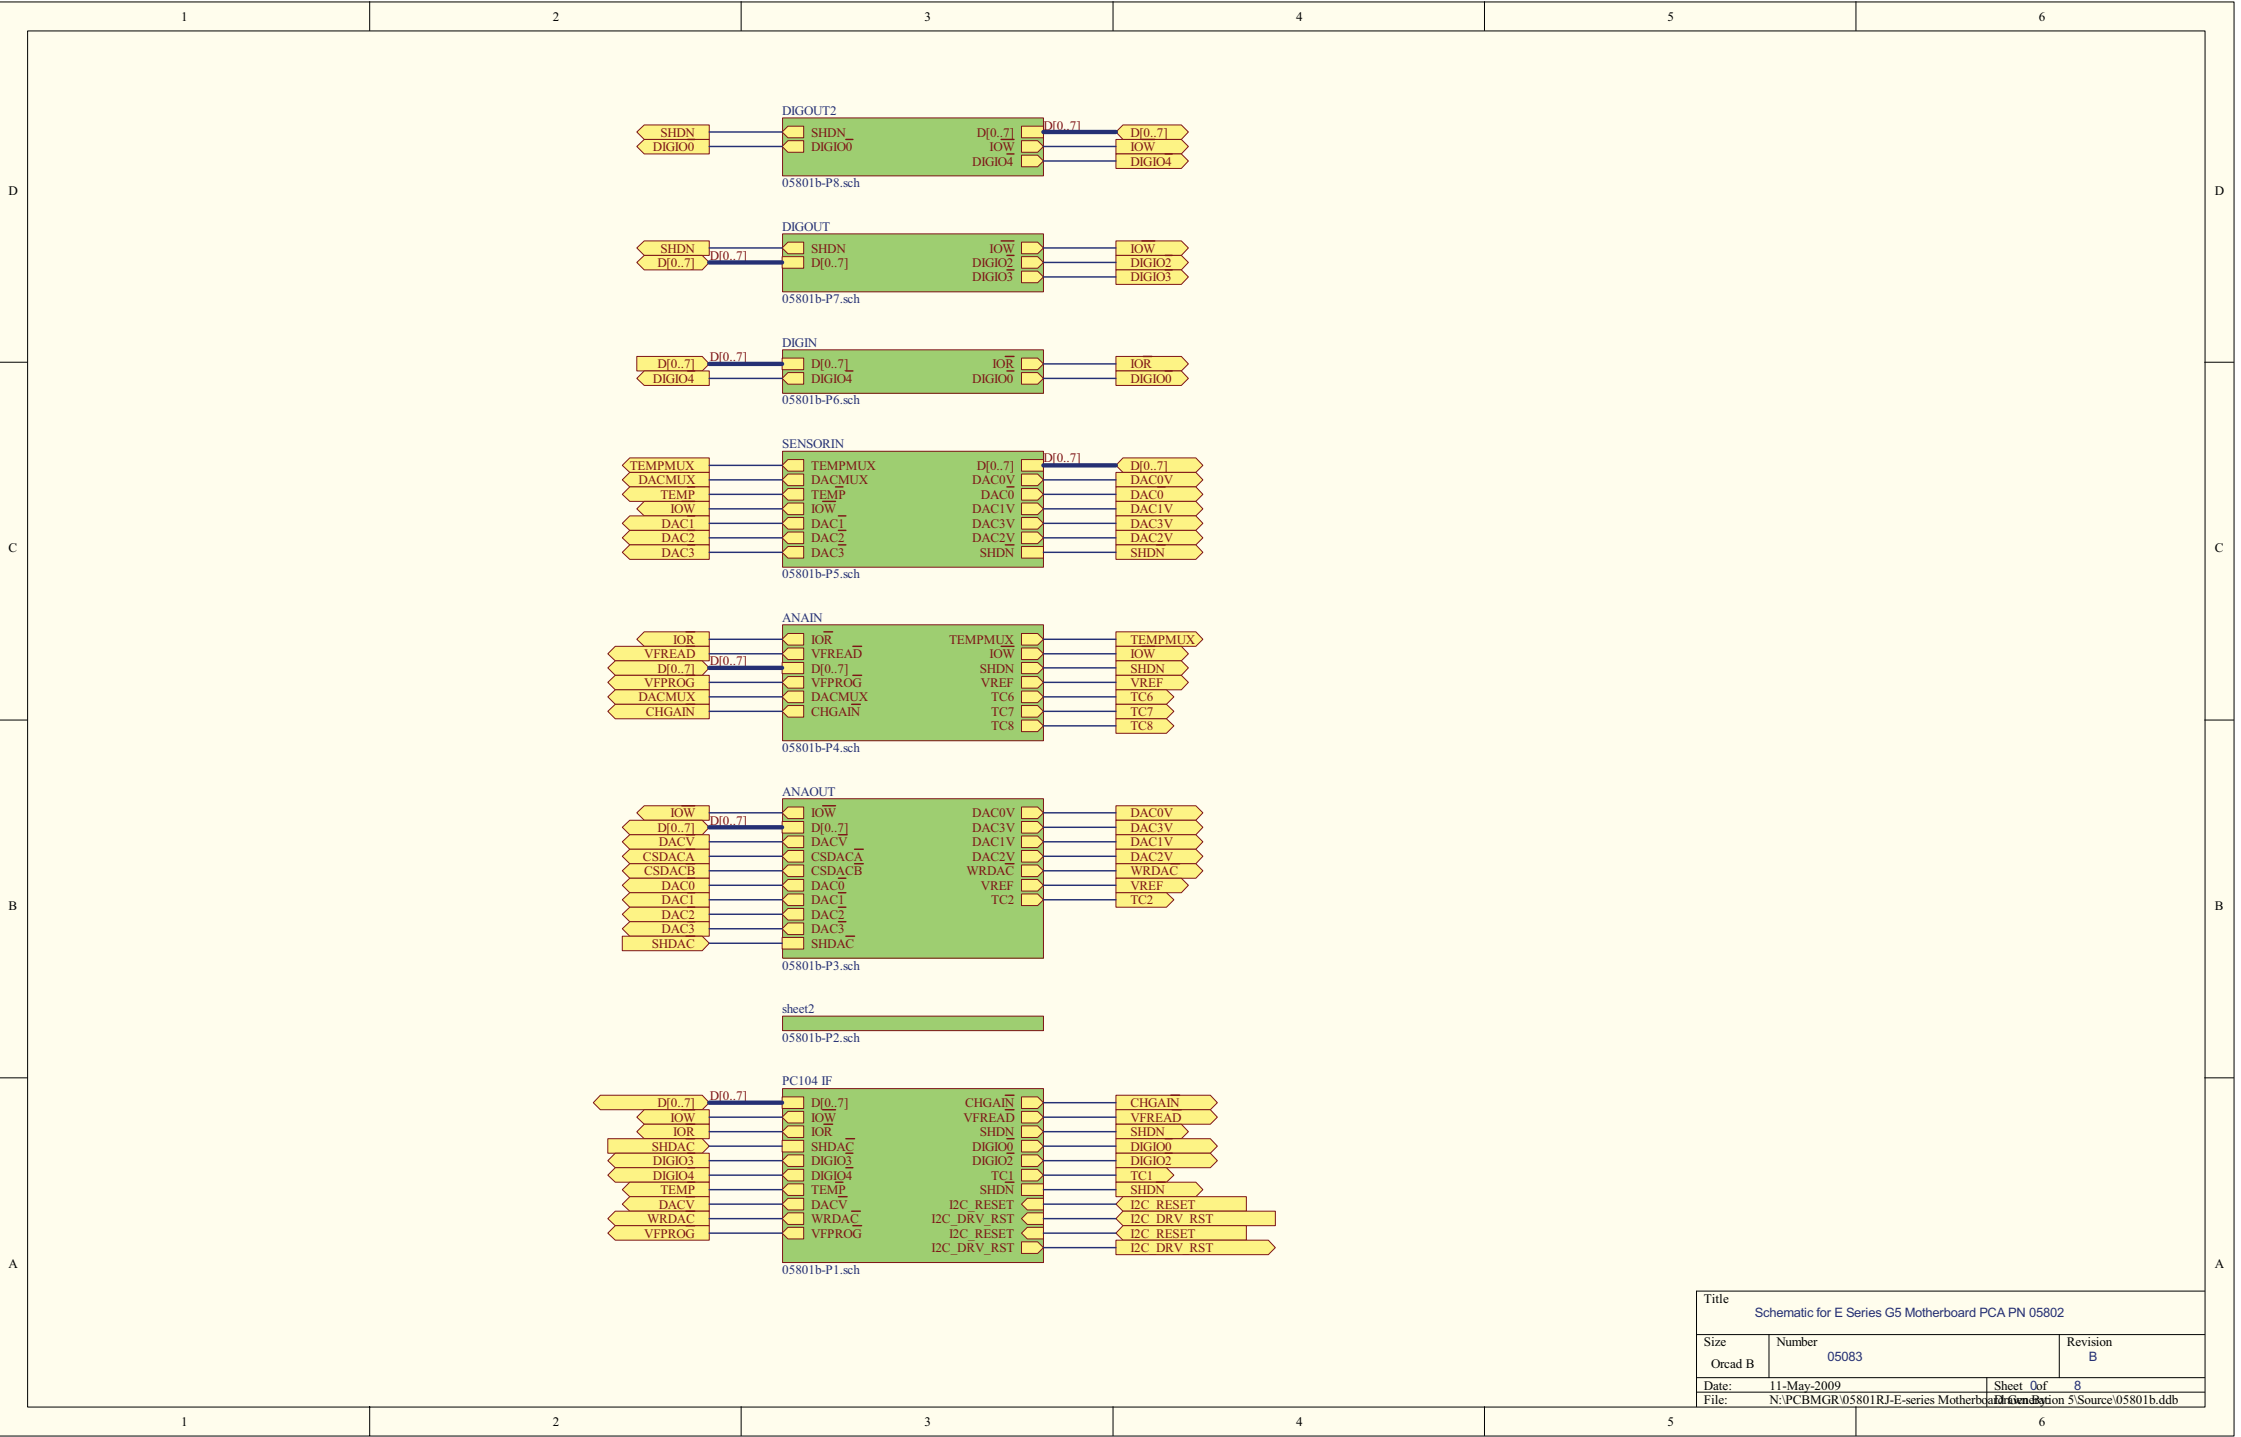 1 2 3 4 5 6
D D
C C
B B
A A
DIGOUT2
SHDN SHDN D[0..7] D[0..7] D[0..7]
DIGIO0 DIGIO0 IOW IOW
DIGIO4 DIGIO4
05801b-P8.sch
DIGOUT
SHDN SHDN IOW IOW
D[0..7] D[0..7] D[0..7] DIGIO2 DIGIO2
DIGIO3 DIGIO3
05801b-P7.sch
DIGIN
D[0..7] D[0..7] D[0..7] IOR IOR
DIGIO4 DIGIO4 DIGIO0 DIGIO0
05801b-P6.sch
SENSORIN
TEMPMUX TEMPMUX D[0..7] D[0..7] D[0..7]
DACMUX DACMUX DAC0V DAC0V
TEMP TEMP DAC0 DAC0
IOW IOW DAC1V DAC1V
DAC1 DAC1 DAC3V DAC3V
DAC2 DAC2 DAC2V DAC2V
DAC3 DAC3 SHDN SHDN
05801b-P5.sch
ANAIN
IOR IOR TEMPMUX TEMPMUX
VFREAD VFREAD IOW IOW
D[0..7] D[0..7] D[0..7] SHDN SHDN
VFPROG VFPROG VREF VREF
DACMUX DACMUX TC6 TC6
CHGAIN CHGAIN TC7 TC7
TC8 TC8
05801b-P4.sch
ANAOUT
IOW IOW DAC0V DAC0V
D[0..7] D[0..7] D[0..7] DAC3V DAC3V
DACV DACV DAC1V DAC1V
CSDACA CSDACA DAC2V DAC2V
CSDACB CSDACB WRDAC WRDAC
DAC0 DAC0 VREF VREF
DAC1 DAC1 TC2 TC2
DAC2 DAC2
DAC3 DAC3
SHDAC SHDAC
05801b-P3.sch
sheet2
05801b-P2.sch
PC104 IF
D[0..7] D[0..7] D[0..7] CHGAIN CHGAIN
IOW IOW VFREAD VFREAD
IOR IOR SHDN SHDN
SHDAC SHDAC DIGIO0 DIGIO0
DIGIO3 DIGIO3 DIGIO2 DIGIO2
DIGIO4 DIGIO4 TC1 TC1
TEMP TEMP SHDN SHDN
DACV DACV I2C_RESET I2C_RESET
WRDAC WRDAC I2C_DRV_RST I2C_DRV_RST
VFPROG VFPROG I2C_RESET I2C_RESET
I2C_DRV_RST I2C_DRV_RST
05801b-P1.sch
Title
Schematic for E Series G5 Motherboard PCA PN 05802
Size Number Revision
Orcad B 05083 B
Date: 11-May-2009 Sheet 0 of 8
File: N:\PCBMGR\05801RJ-E-series Motherboard Generation 5\Source\05801b.ddb
Drawn By:
1 2 3 4 5 6